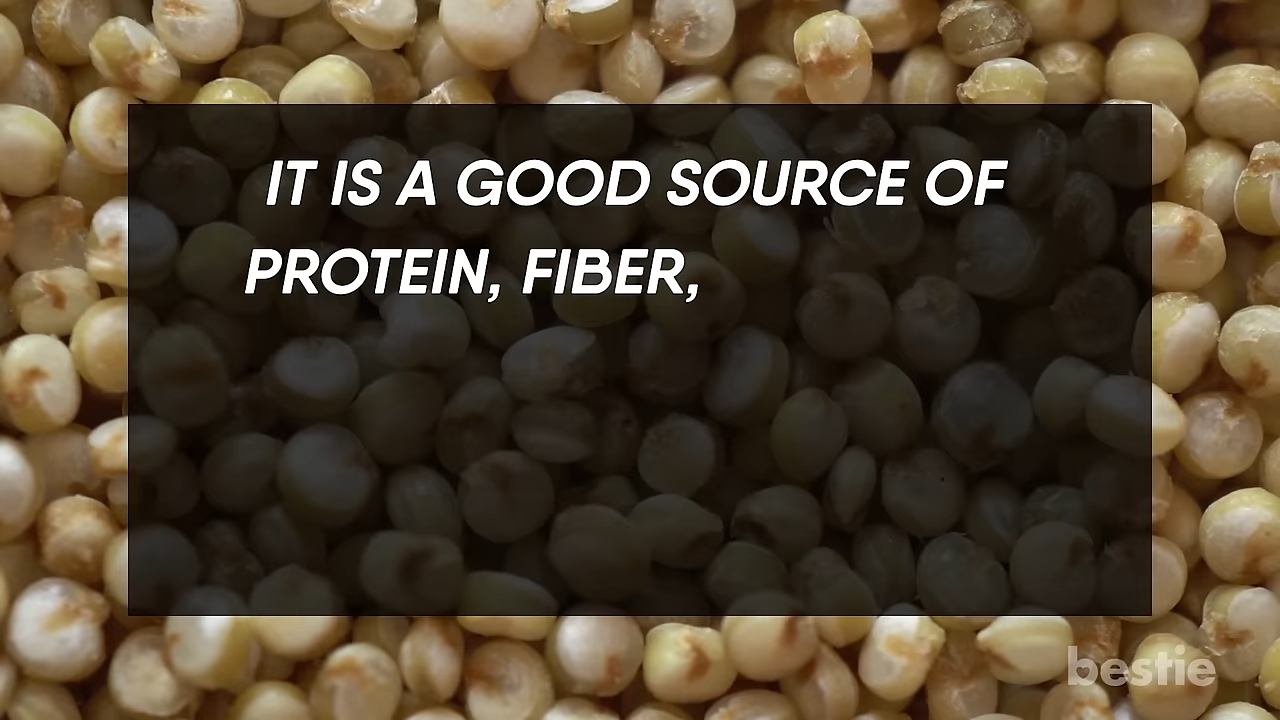 IT IS A GOOD SOURCE OF
PROTEIN, FIBER,
bestie